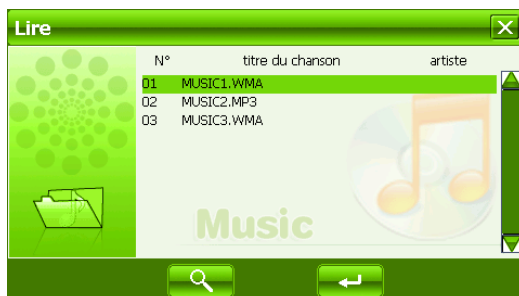 Lire
N° titre du chanson artiste
01 MUSIC1.WMA
02 MUSIC2.MP3
03 MUSIC3.WMA
Music